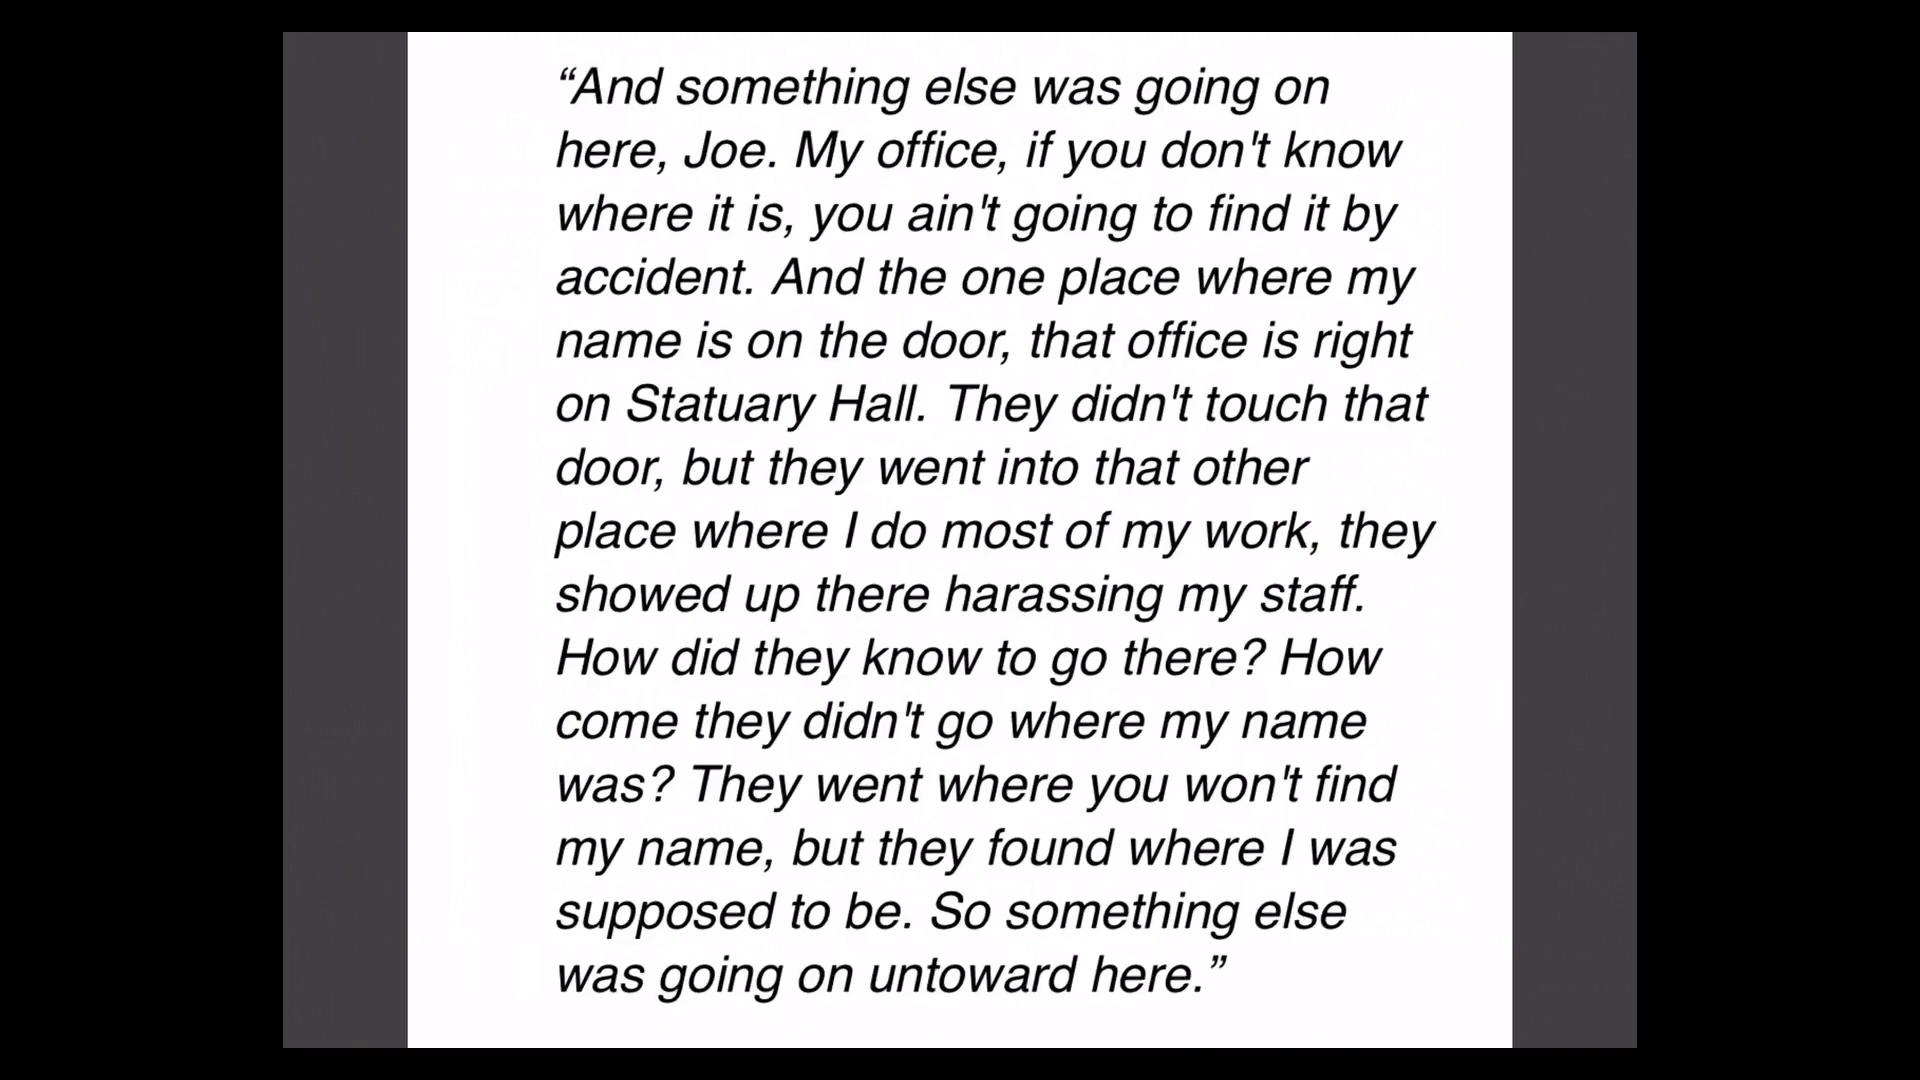 “And something else was going on
here, Joe. My office, if you don't know
where it is, you ain't going to find it by
accident. And the one place where my
name is on the door, that office is right
on Statuary Hall. They didn't touch that
door, but they went into that other
place where I do most of my work, they
showed up there harassing my staff.
How did they know to go there? How
come they didn't go where my name
was? They went where you won't find
my name, but they found where I was
supposed to be. So something else
was going on untoward here.”